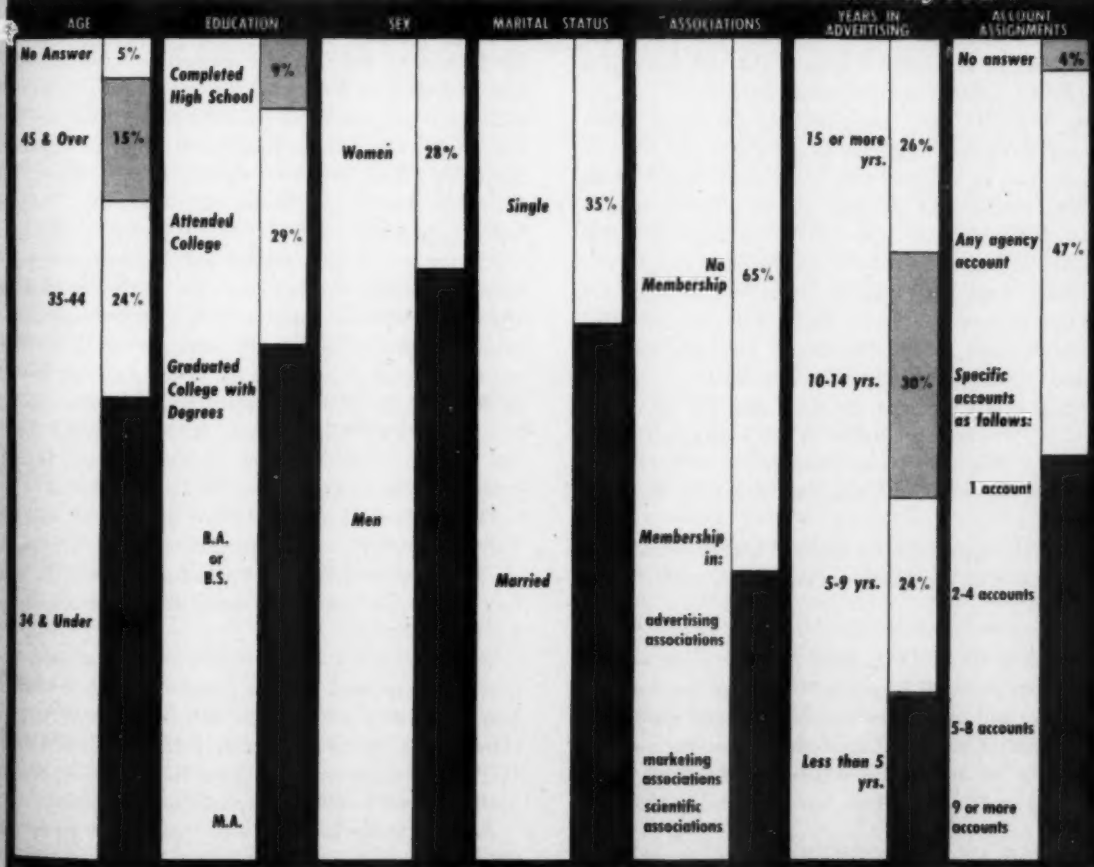 AGE
No Answer 5%
45 & Over 15%
35-44 24%
34 & Under
EDUCATION
Completed
High School
9%
Attended
College
29%
Graduated
College with
Degrees
B.A.
or
B.S.
M.A.
SEX
Women 28%
Men
MARITAL STATUS
Single 35%
Married
ASSOCIATIONS
No
Membership
65%
Membership
in:
advertising
associations
marketing
associations
scientific
associations
YEARS IN
ADVERTISING
15 or more
yrs.
26%
10-14 yrs. 30%
5-9 yrs. 24%
Less than 5
yrs.
ACCOUNT
ASSIGNMENTS
No answer 4%
Any agency
account
47%
Specific
accounts
as follows:
1 account
2-4 accounts
5-8 accounts
9 or more
accounts